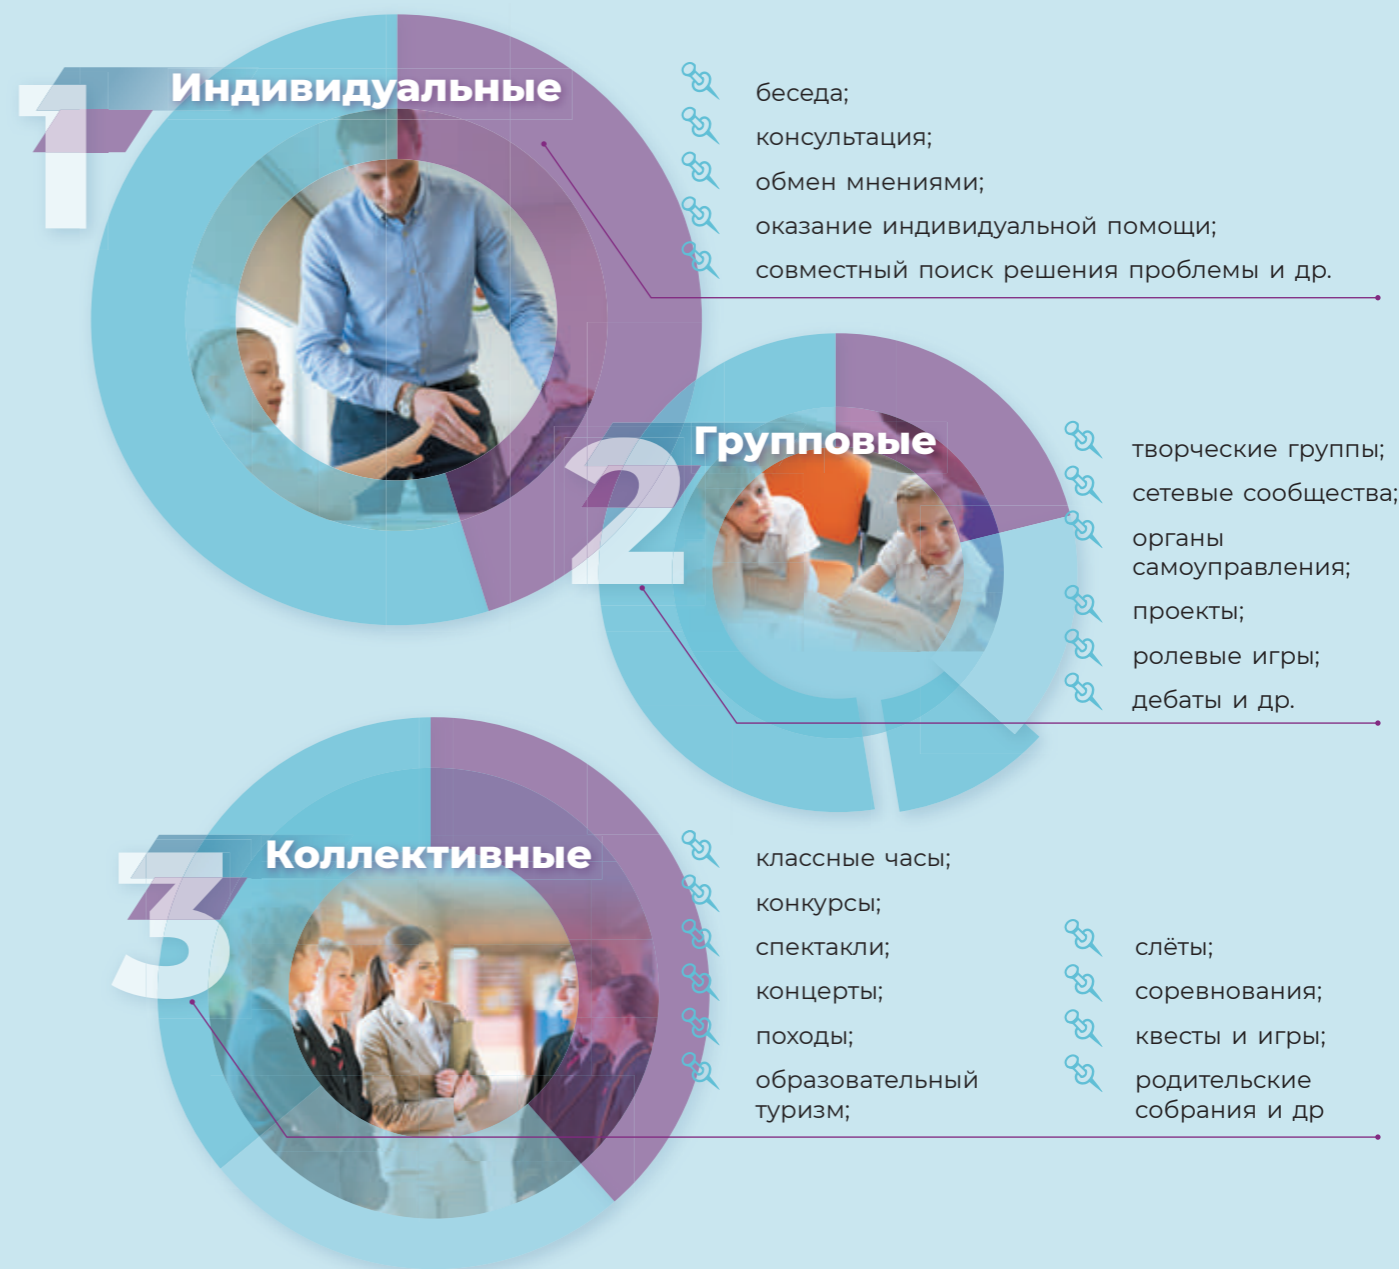 1
Индивидуальные
беседа;
консультация;
обмен мнениями;
оказание индивидуальной помощи;
совместный поиск решения проблемы и др.
2
Групповые
творческие группы;
сетевые сообщества;
органы
самоуправления;
проекты;
ролевые игры;
дебаты и др.
3
Коллективные
классные часы;
конкурсы;
спектакли;
концерты;
походы;
образовательный
туризм;
слёты;
соревнования;
квесты и игры;
родительские
собрания и др